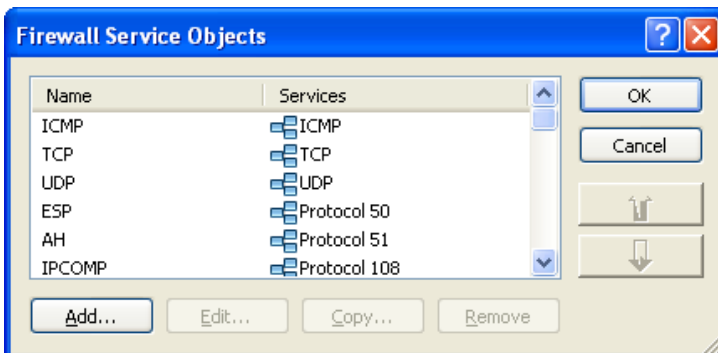 Firewall Service Objects
Name Services
ICMP ICMP
TCP TCP
UDP UDP
ESP Protocol 50
AH Protocol 51
IPCOMP Protocol 108
OK
Cancel
Add... Edit... Copy... Remove